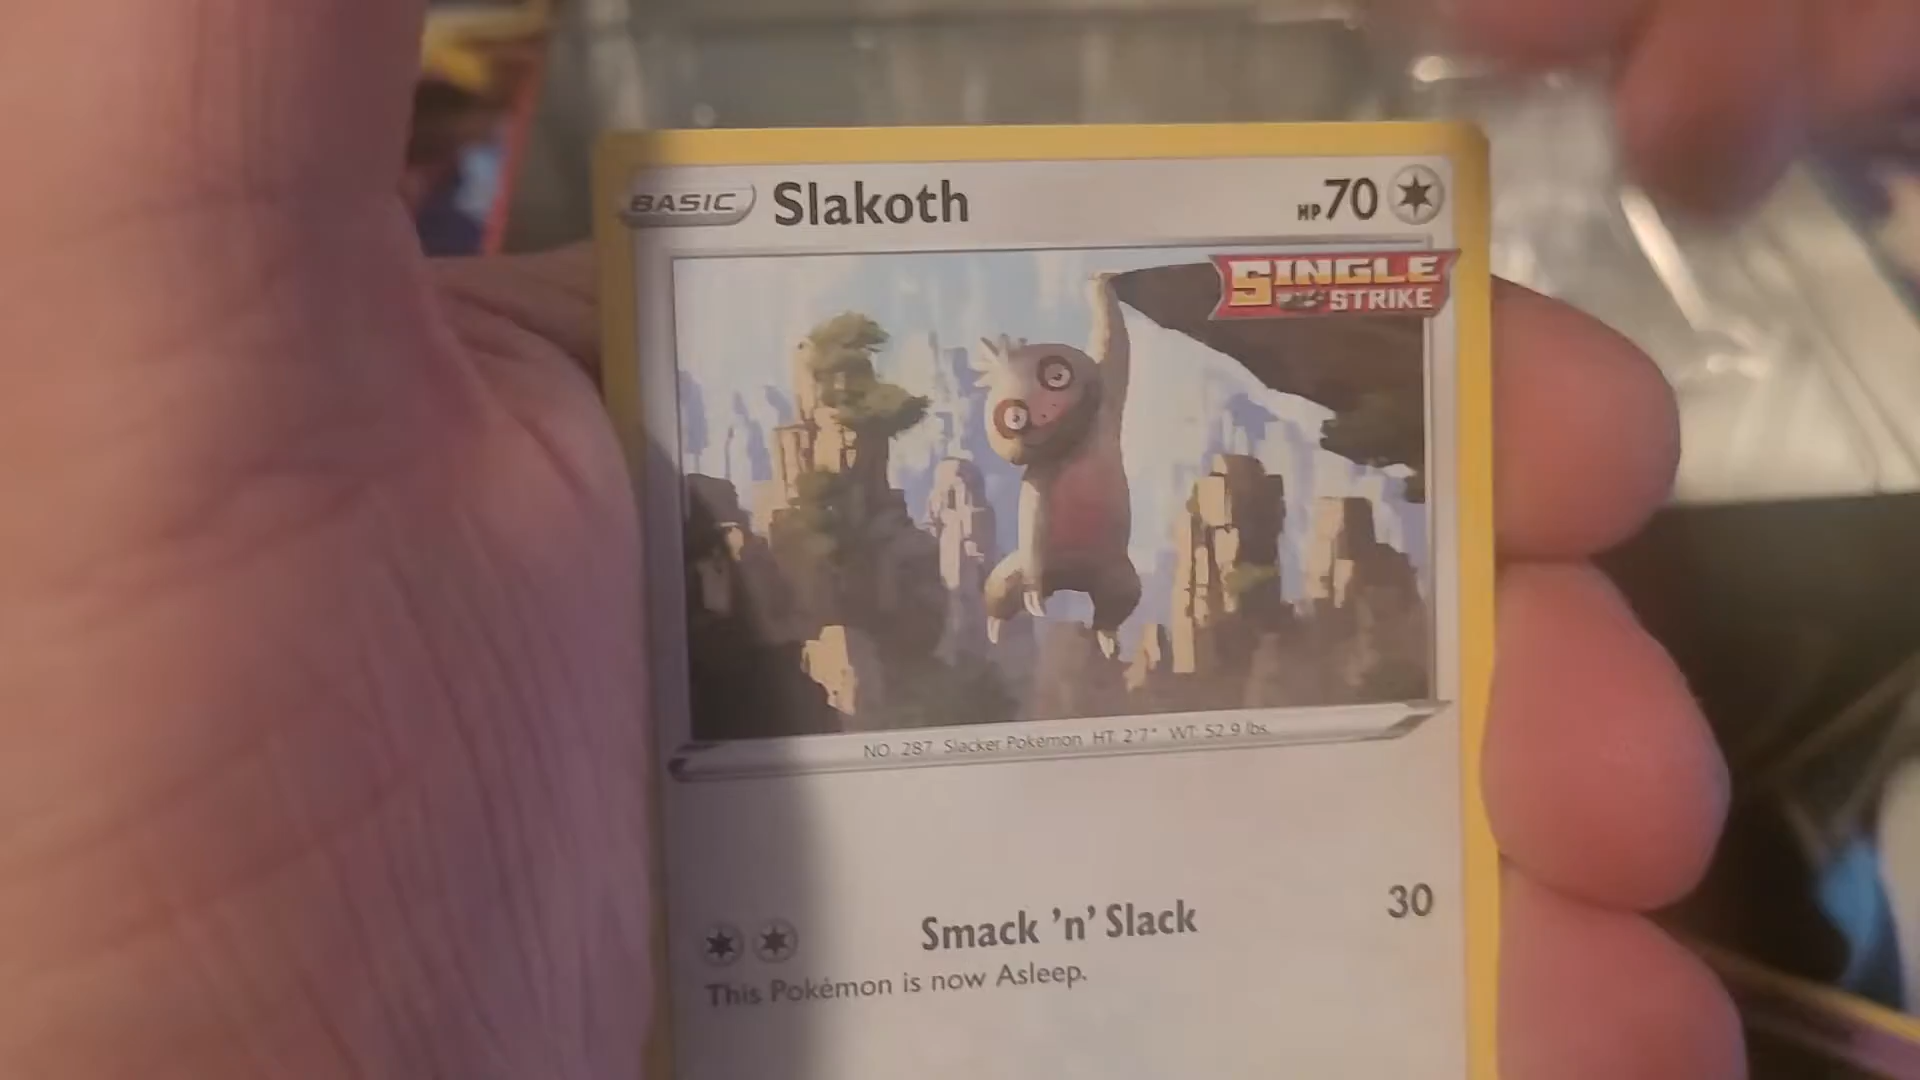 BASIC Slakoth HP 70
SINGLE
STRIKE
NO. 287 Slacker Pokémon HT: 2'7" WT: 52.9 lbs.
Smack 'n' Slack 30
This Pokémon is now Asleep.